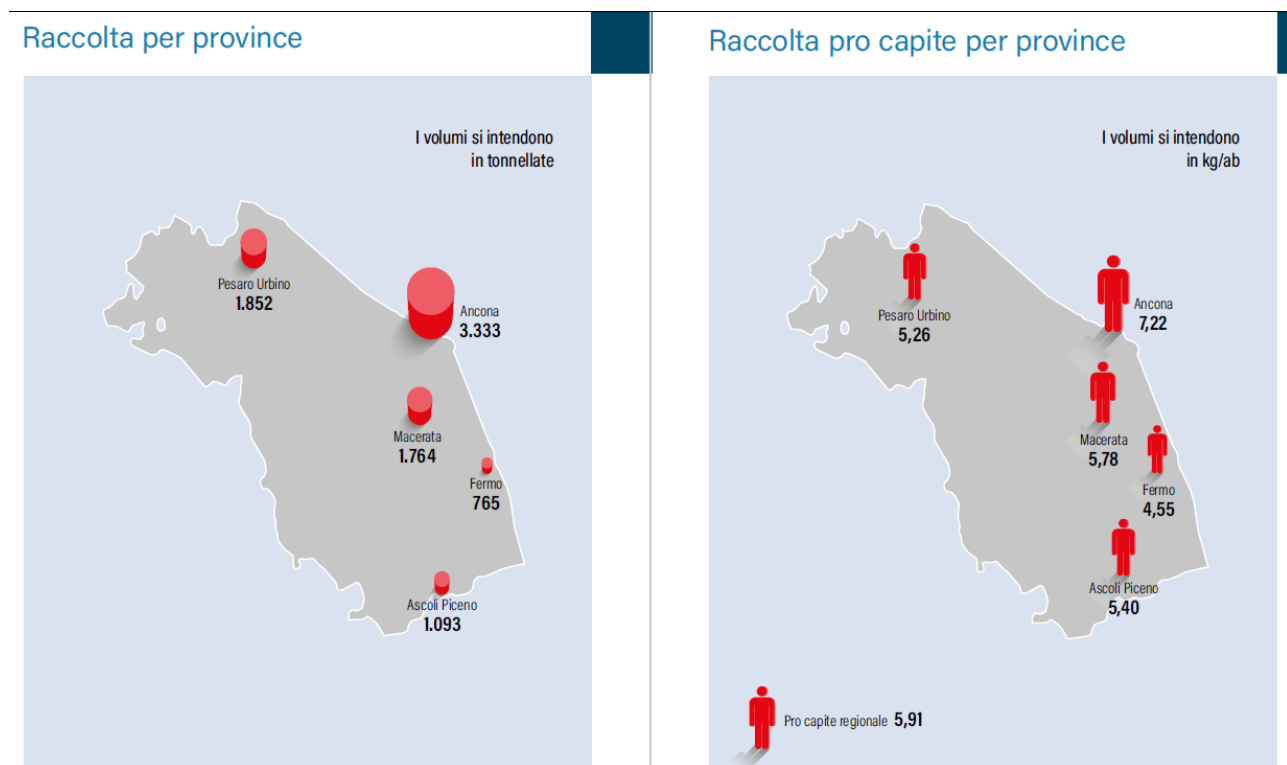 Raccolta per province
I volumi si intendono
in tonnellate
Pesaro Urbino
1.852
Ancona
3.333
Macerata
1.764
Fermo
765
Ascoli Piceno
1.093
Raccolta pro capite per province
I volumi si intendono
in kg/ab
Pesaro Urbino
5,26
Ancona
7,22
Macerata
5,78
Fermo
4,55
Ascoli Piceno
5,40
Pro capite regionale 5,91